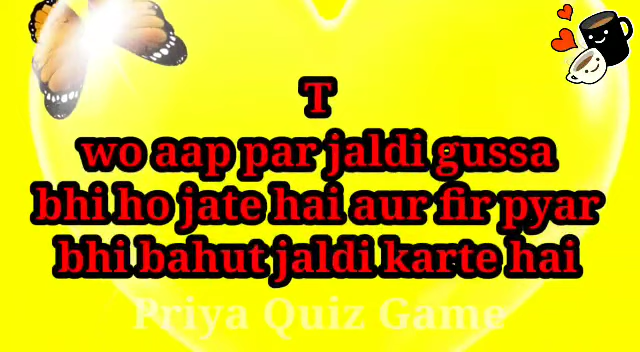 T
wo aap par jaldi gussa
bhi ho jate hai aur fir pyar
bhi bahut jaldi karte hai
Priya Quiz Game